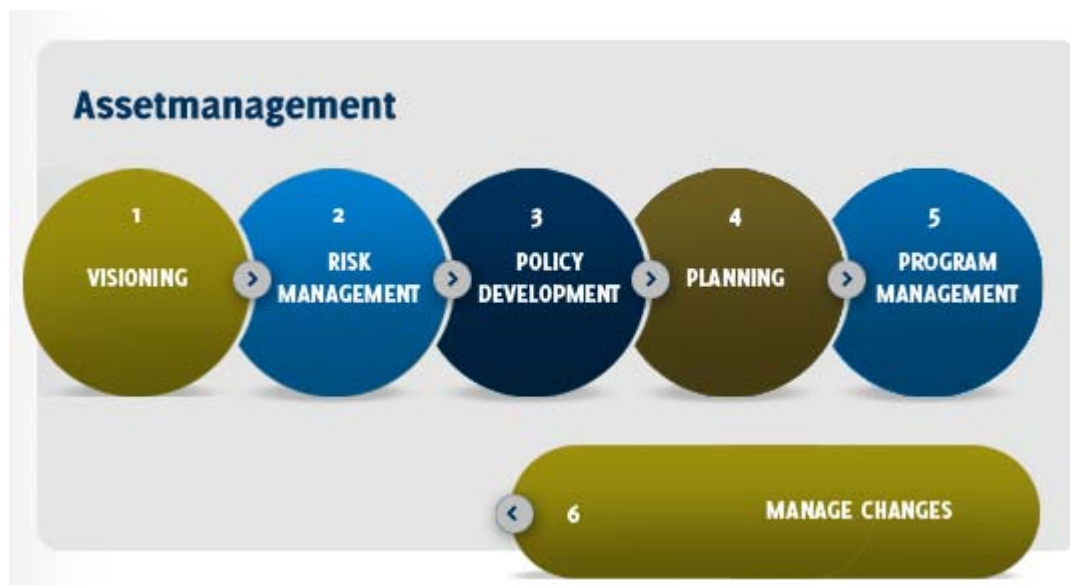 Assetmanagement
1
VISIONING
2
RISK
MANAGEMENT
3
POLICY
DEVELOPMENT
4
PLANNING
5
PROGRAM
MANAGEMENT
6
MANAGE CHANGES